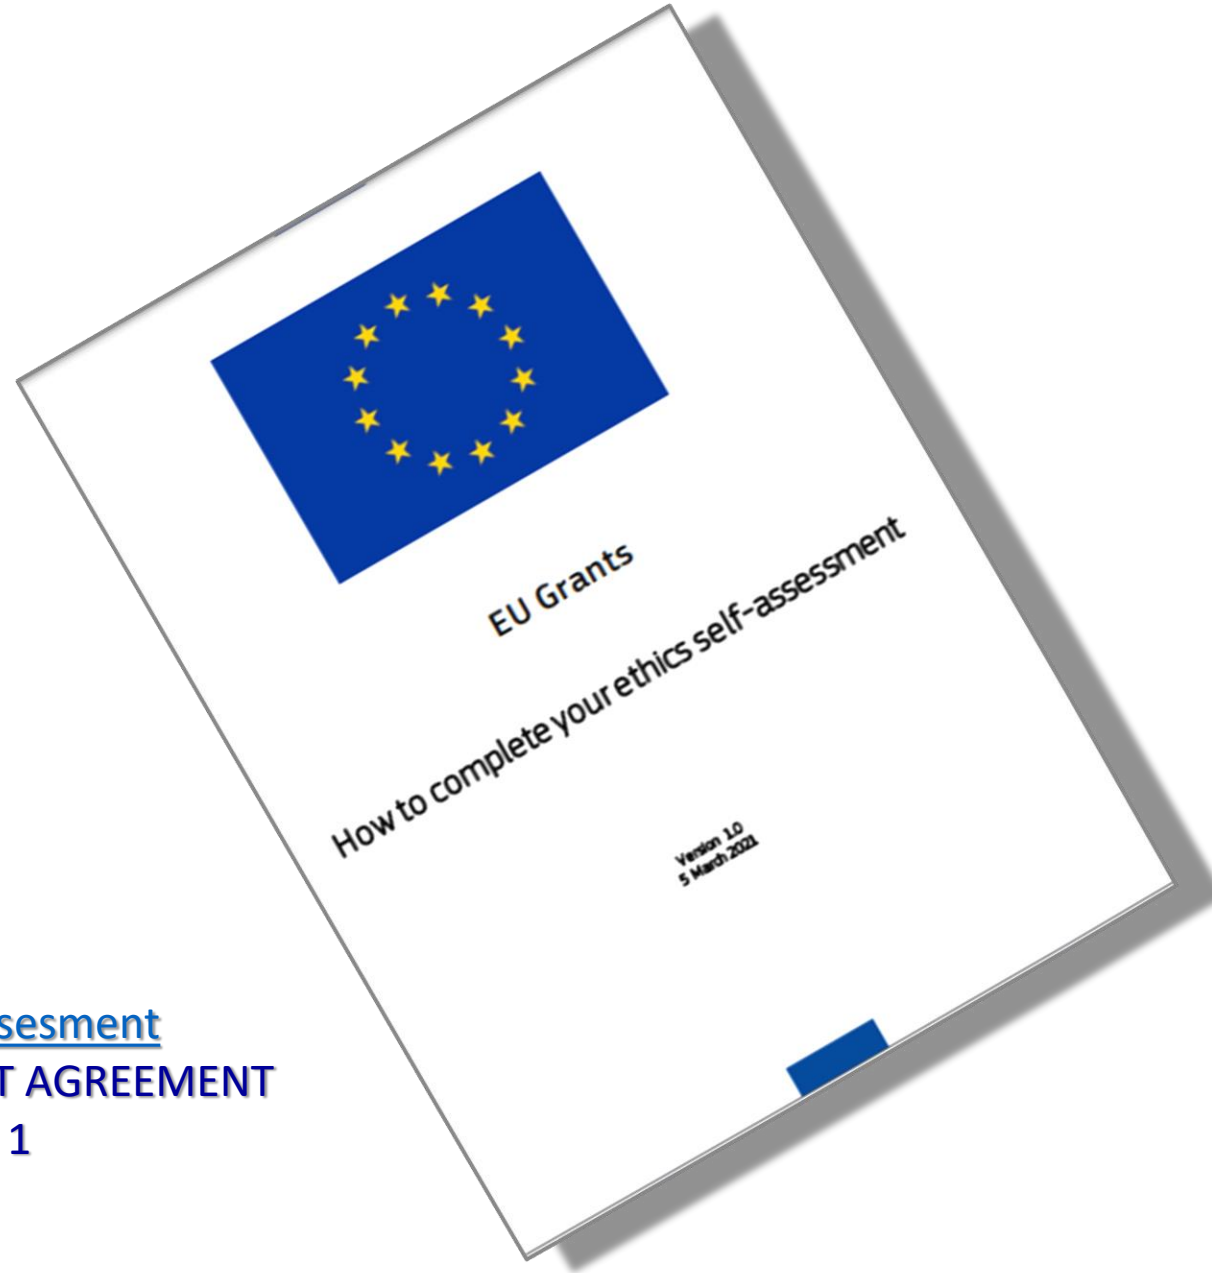 EU Grants
How to complete your ethics self-assessment
Version 1.0
5 March 2021
sesment
T AGREEMENT
1